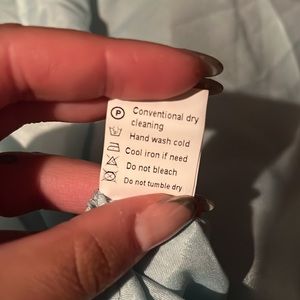 P Conventional dry
cleaning
Hand wash cold
Cool iron if need
Do not bleach
Do not tumble dry